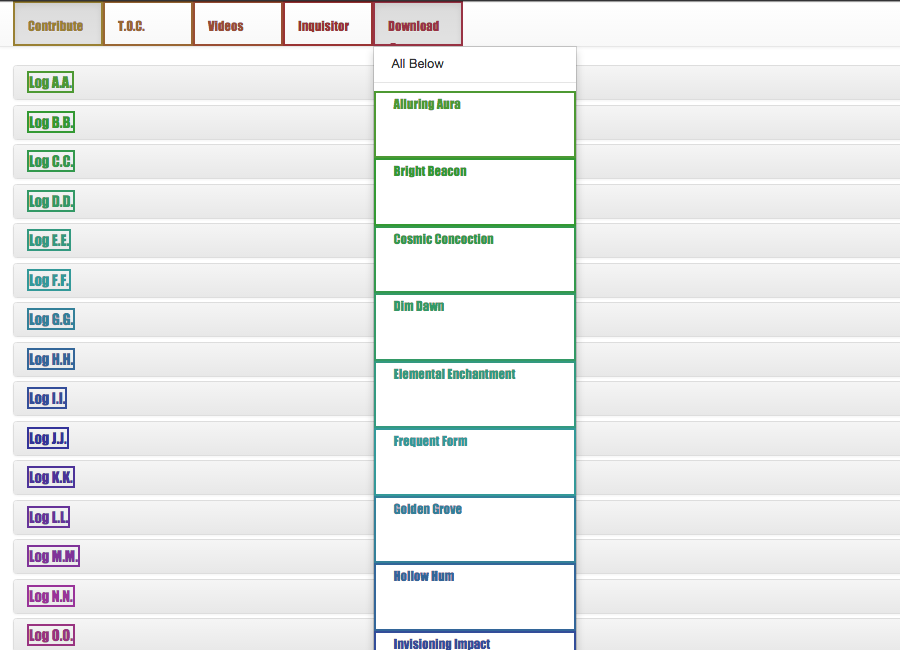 Contribute
T.O.C.
Videos
Inquisitor
Download
All Below
Alluring Aura
Bright Beacon
Cosmic Concoction
Dim Dawn
Elemental Enchantment
Frequent Form
Golden Grove
Hollow Hum
Invisioning Impact
Log A.A.
Log B.B.
Log C.C.
Log D.D.
Log E.E.
Log F.F.
Log G.G.
Log H.H.
Log I.I.
Log J.J.
Log K.K.
Log L.L.
Log M.M.
Log N.N.
Log O.O.